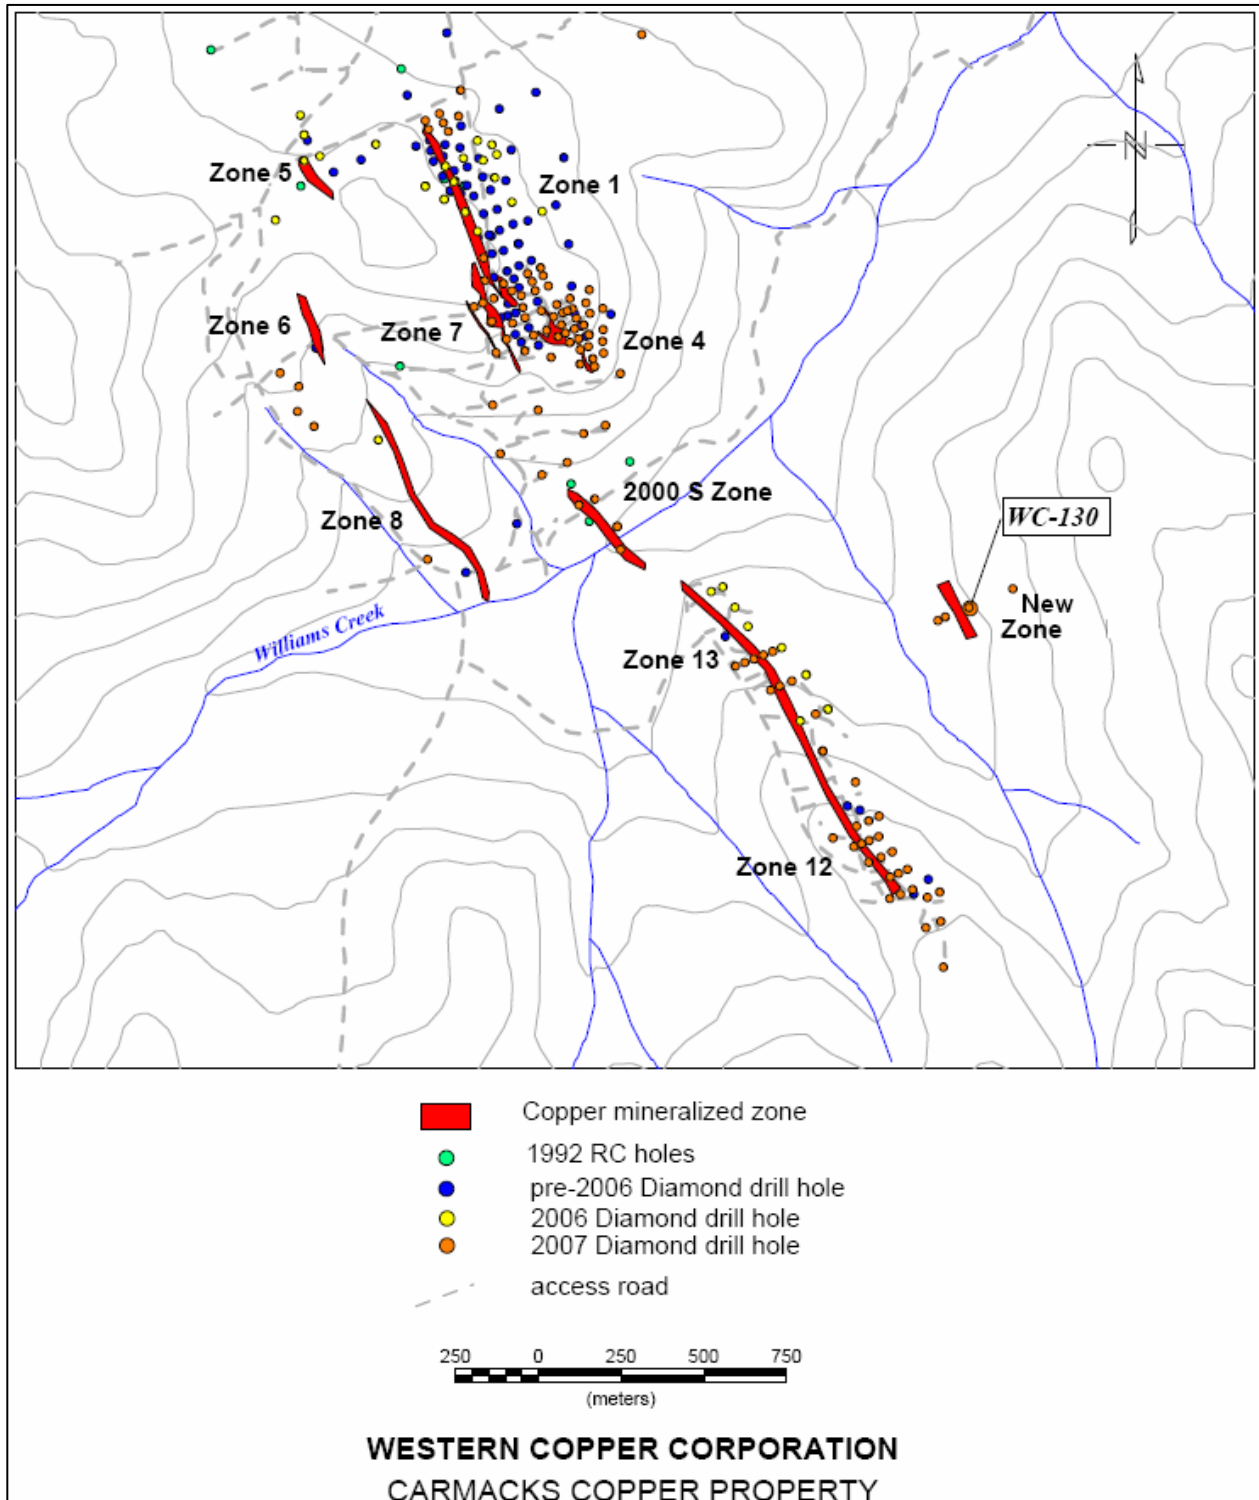 N
Zone 5
Zone 1
Zone 6
Zone 7
Zone 4
2000 S Zone
WC-130
Zone 8
New
Zone
Williams Creek
Zone 13
Zone 12
Copper mineralized zone
1992 RC holes
pre-2006 Diamond drill hole
2006 Diamond drill hole
2007 Diamond drill hole
access road
250 0 250 500 750
(meters)
WESTERN COPPER CORPORATION
CARMACKS COPPER PROPERTY